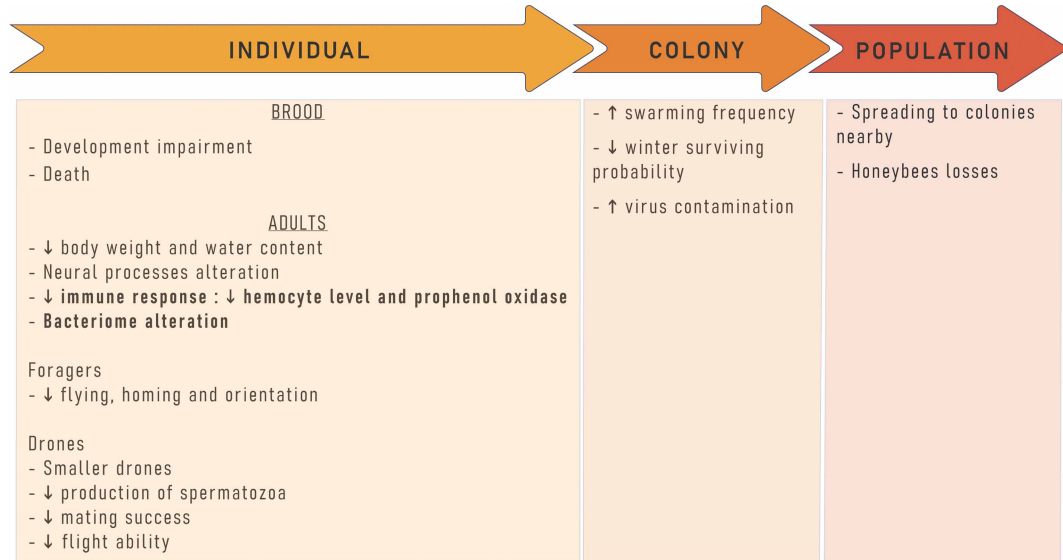 INDIVIDUAL
COLONY
POPULATION
BROOD
- Development impairment
- Death
ADULTS
- ↓ body weight and water content
- Neural processes alteration
- ↓ immune response : ↓ hemocyte level and prophenol oxidase
- Bacteriome alteration
Foragers
- ↓ flying, homing and orientation
Drones
- Smaller drones
- ↓ production of spermatozoa
- ↓ mating success
- ↓ flight ability
- ↑ swarming frequency
- ↓ winter surviving
probability
- ↑ virus contamination
- Spreading to colonies
nearby
- Honeybees losses